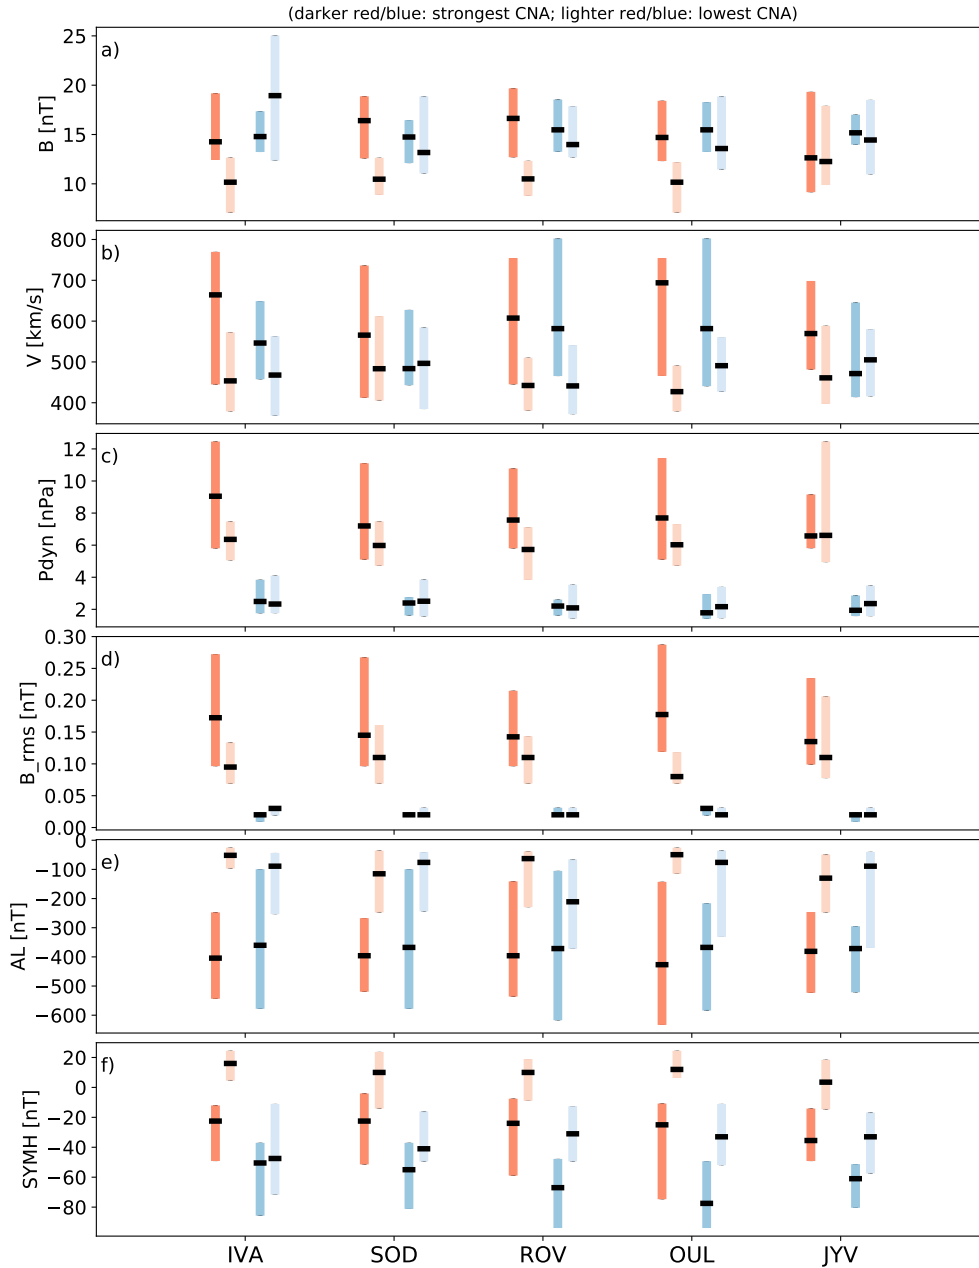 (darker red/blue: strongest CNA; lighter red/blue: lowest CNA)
a)
B [nT]
25
20
15
10
b)
V [km/s]
800
700
600
500
400
c)
Pdyn [nPa]
12
10
8
6
4
2
d)
B_rms [nT]
0.30
0.25
0.20
0.15
0.10
0.05
0.00
e)
AL [nT]
0
−100
−200
−300
−400
−500
−600
f)
SYMH [nT]
20
0
−20
−40
−60
−80
IVA SOD ROV OUL JYV